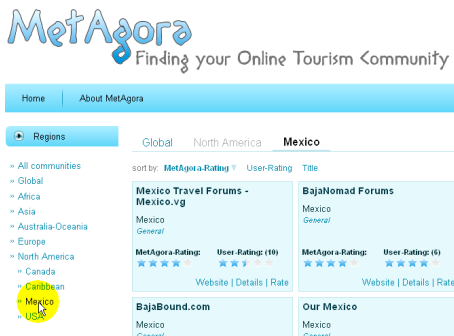 MetAgora
Finding your Online Tourism Community
Home
About MetAgora
Regions
» All communities
» Global
» Africa
» Asia
» Australia-Oceania
» Europe
» North America
» Canada
» Caribbean
» Mexico
» USA
Global North America Mexico
sort by: MetAgora-Rating User-Rating Title
Mexico Travel Forums -
Mexico.vg
Mexico
General
MetAgora-Rating: User-Rating: (10)
Website | Details | Rate
BajaNomad Forums
Mexico
General
MetAgora-Rating: User-Rating: (6)
Website | Details | Rate
BajaBound.com
Mexico
General
Our Mexico
Mexico
General